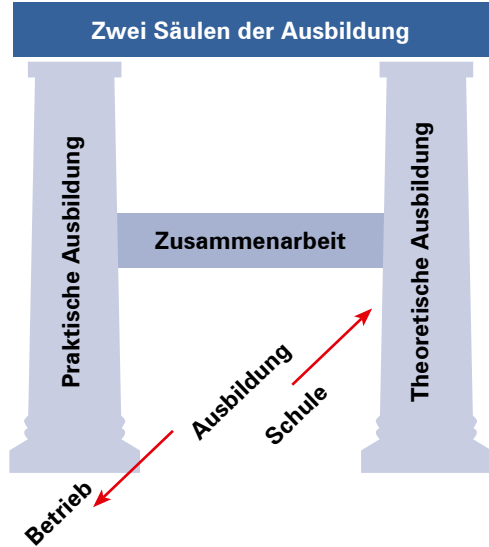 Zwei Säulen der Ausbildung
Praktische Ausbildung
Zusammenarbeit
Theoretische Ausbildung
Ausbildung
Schule
Betrieb